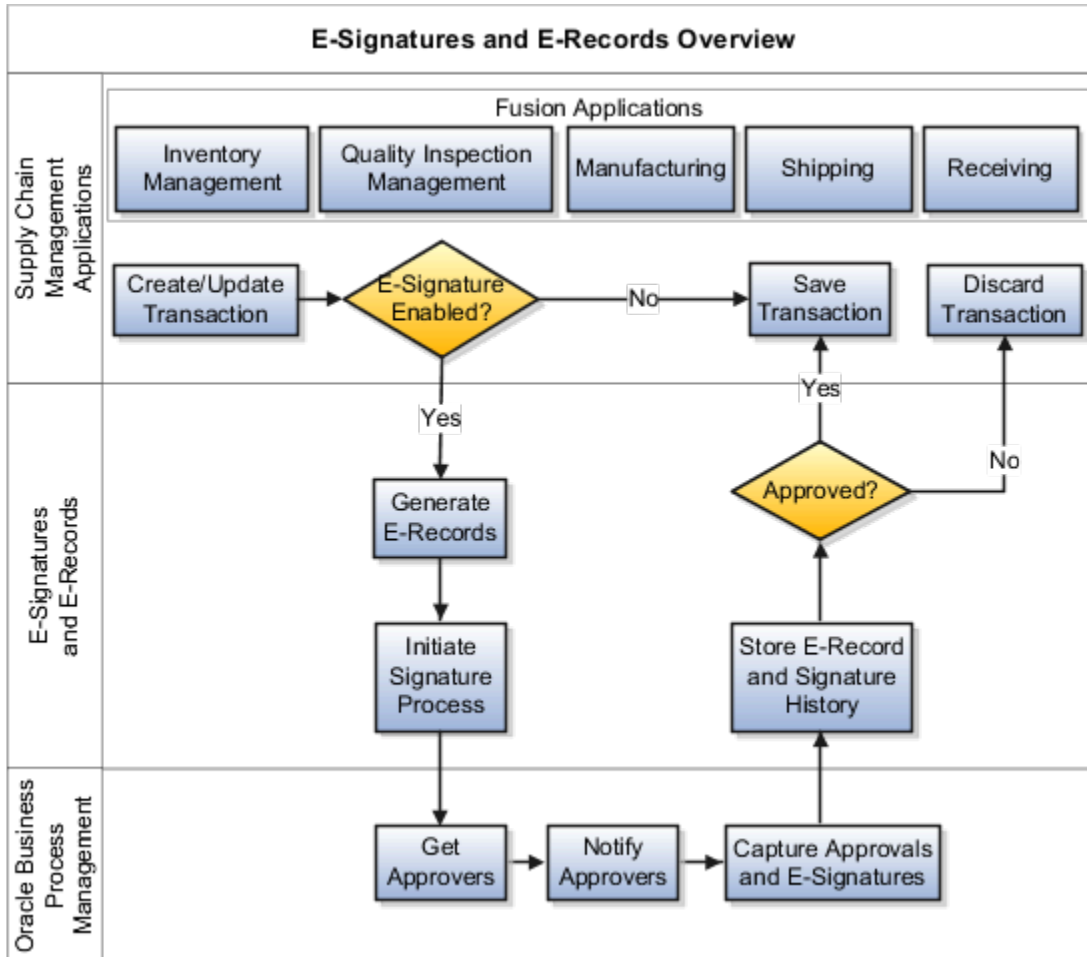 E-Signatures and E-Records Overview
Supply Chain
Management
Applications
Fusion Applications
Inventory
Management
Quality Inspection
Management
Manufacturing
Shipping
Receiving
Create/Update
Transaction
E-Signature
Enabled?
No
Save
Transaction
Discard
Transaction
Yes
Yes
E-Signatures
and E-Records
Generate
E-Records
Approved?
No
Initiate
Signature
Process
Store E-Record
and Signature
History
Oracle Business
Process
Management
Get
Approvers
Notify
Approvers
Capture Approvals
and E-Signatures